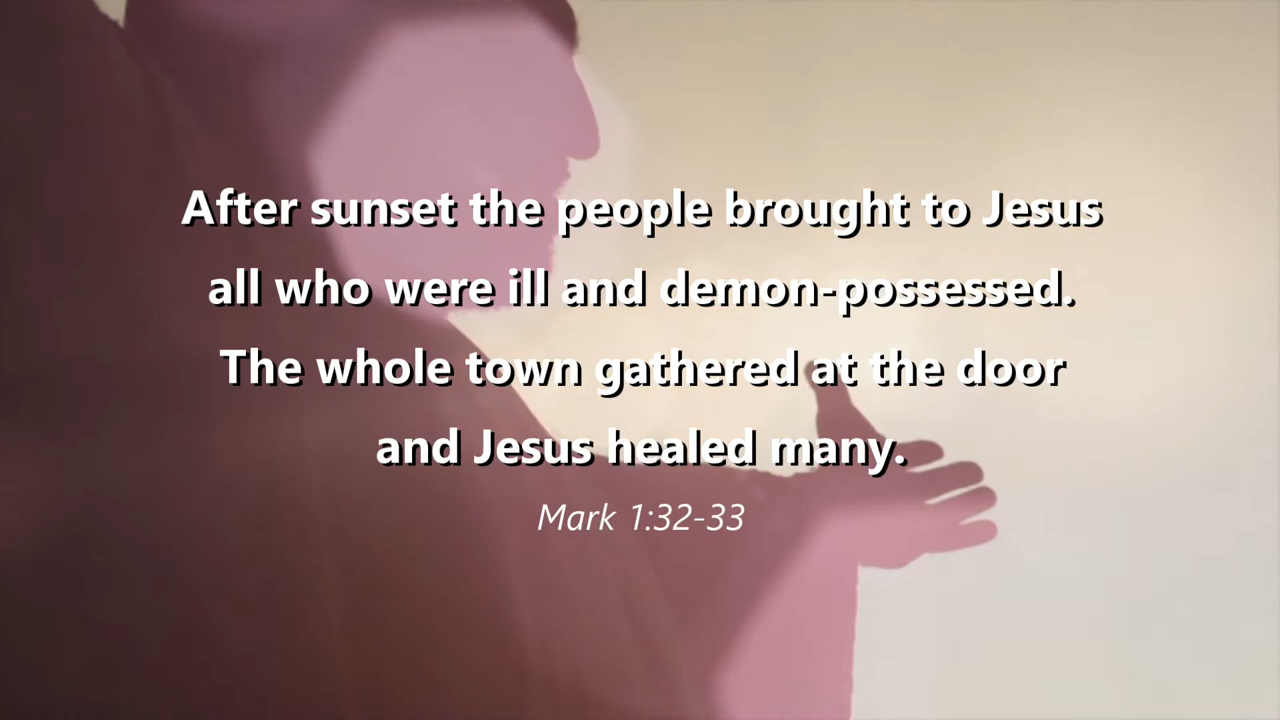 After sunset the people brought to Jesus
all who were ill and demon-possessed.
The whole town gathered at the door
and Jesus healed many.
Mark 1:32-33